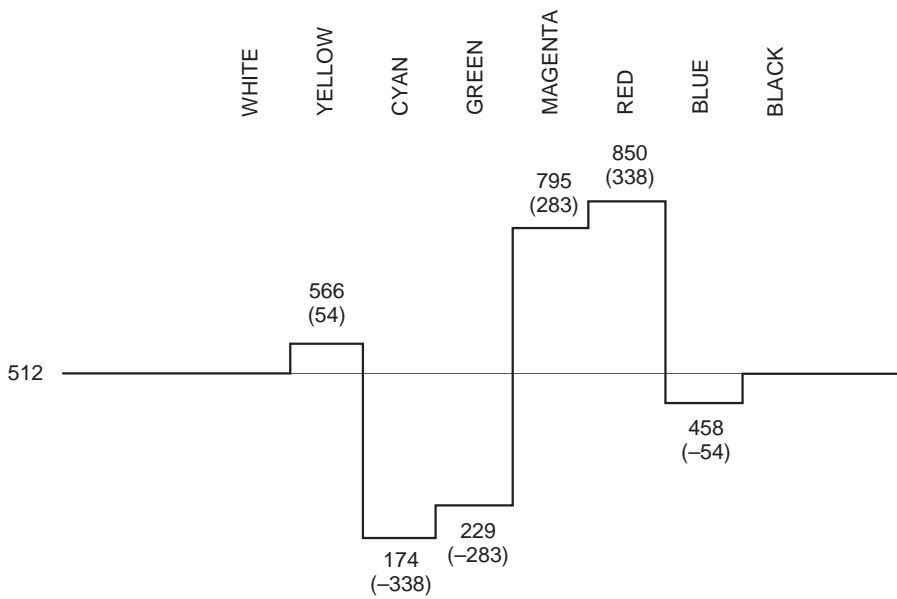 WHITE
YELLOW
CYAN
GREEN
MAGENTA
RED
BLUE
BLACK
850
(338)
795
(283)
566
(54)
512
458
(–54)
229
(–283)
174
(–338)